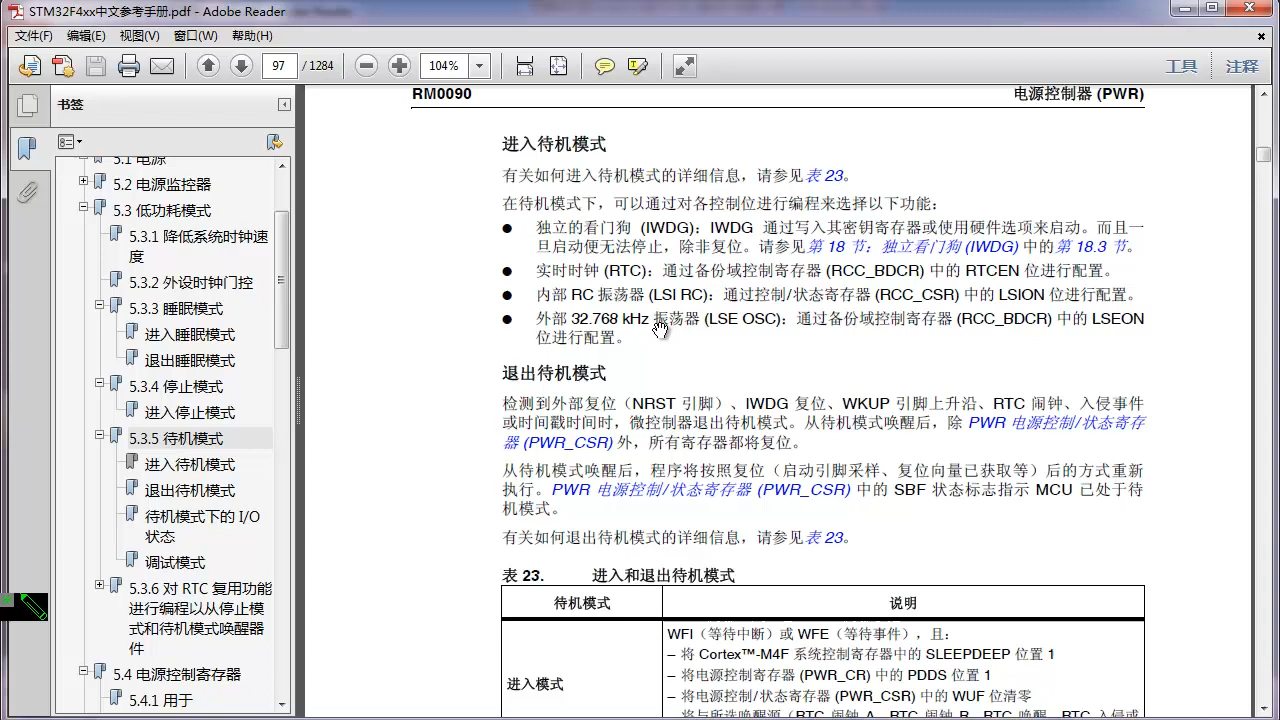 STM32F4xx中文参考手册.pdf - Adobe Reader
文件(F) 编辑(E) 视图(V) 窗口(W) 帮助(H)
97 / 1284 104% 工具 注释
书签
5.1 电源
5.2 电源监控器
5.3 低功耗模式
5.3.1 降低系统时钟速
度
5.3.2 外设时钟门控
5.3.3 睡眠模式
进入睡眠模式
退出睡眠模式
5.3.4 停止模式
进入停止模式
5.3.5 待机模式
进入待机模式
退出待机模式
待机模式下的 I/O
状态
调试模式
5.3.6 对 RTC 复用功能
进行编程以从停止模
式和待机模式唤醒器
件
5.4 电源控制寄存器
5.4.1 用于
RM0090 电源控制器 (PWR)
进入待机模式
有关如何进入待机模式的详细信息，请参见表 23。
在待机模式下，可以通过对各控制位进行编程来选择以下功能：
● 独立的看门狗 (IWDG)：IWDG 通过写入其密钥寄存器或使用硬件选项来启动。而且一
旦启动便无法停止，除非复位。请参见第 18 节：独立看门狗 (IWDG) 中的第 18.3 节。
● 实时时钟 (RTC)：通过备份域控制寄存器 (RCC_BDCR) 中的 RTCEN 位进行配置。
● 内部 RC 振荡器 (LSI RC)：通过控制/状态寄存器 (RCC_CSR) 中的 LSION 位进行配置。
● 外部 32.768 kHz 振荡器 (LSE OSC)：通过备份域控制寄存器 (RCC_BDCR) 中的 LSEON
位进行配置。
退出待机模式
检测到外部复位（NRST 引脚）、IWDG 复位、WKUP 引脚上升沿、RTC 闹钟、入侵事件
或时间戳时间时，微控制器退出待机模式。从待机模式唤醒后，除 PWR 电源控制/状态寄存
器 (PWR_CSR) 外，所有寄存器都将复位。
从待机模式唤醒后，程序将按照复位（启动引脚采样、复位向量已获取等）后的方式重新
执行。PWR 电源控制/状态寄存器 (PWR_CSR) 中的 SBF 状态标志指示 MCU 已处于待
机模式。
有关如何退出待机模式的详细信息，请参见表 23。
表 23. 进入和退出待机模式
待机模式 说明
WFI（等待中断）或 WFE（等待事件），且：
– 将 Cortex™-M4F 系统控制寄存器中的 SLEEPDEEP 位置 1
– 将电源控制寄存器 (PWR_CR) 中的 PDDS 位置 1
进入模式
– 将电源控制/状态寄存器 (PWR_CSR) 中的 WUF 位清零
– 将与所选唤醒源（RTC 闹钟 A、RTC 闹钟 B、RTC 唤醒、RTC 入侵或